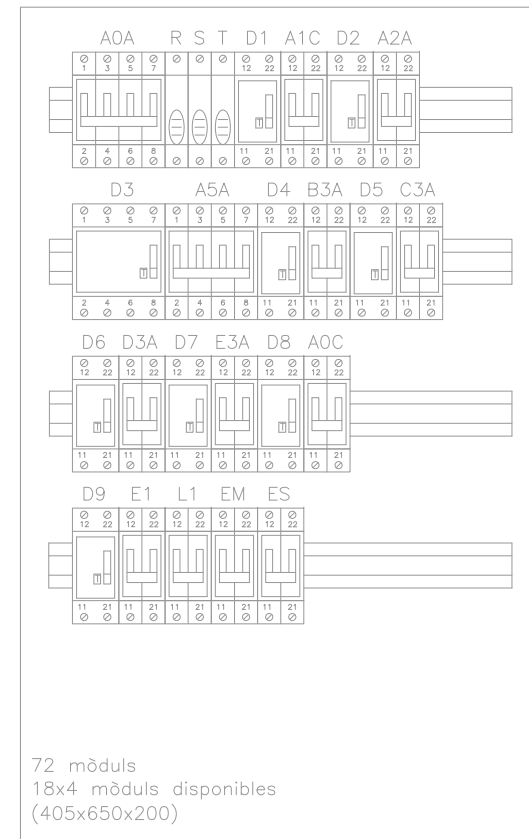 A0A R S T D1 A1C D2 A2A
1 3 5 7 12 22 12 22 12 22 12 22
T T
2 4 6 8 11 21 11 21 11 21 11 21
D3 A5A D4 B3A D5 C3A
1 3 5 7 1 3 5 7 12 22 12 22 12 22 12 22
T T T
2 4 6 8 2 4 6 8 11 21 11 21 11 21 11 21
D6 D3A D7 E3A D8 A0C
12 22 12 22 12 22 12 22 12 22 12 22
T T T
11 21 11 21 11 21 11 21 11 21 11 21
D9 E1 L1 EM ES
12 22 12 22 12 22 12 22 12 22
T
11 21 11 21 11 21 11 21 11 21
72 mòduls
18x4 mòduls disponibles
(405x650x200)